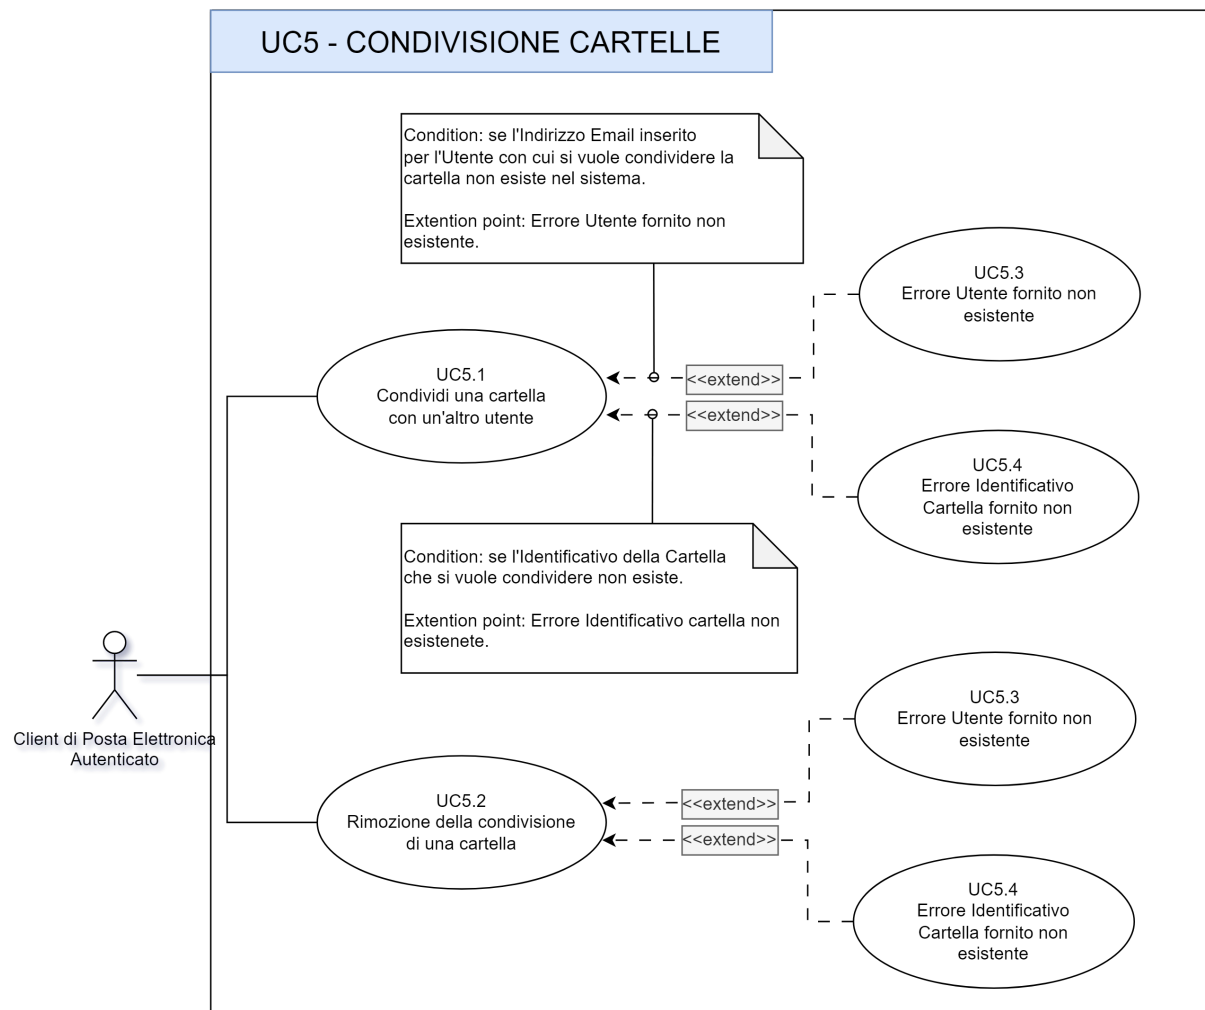 UC5 - CONDIVISIONE CARTELLE
Condition: se l'Indirizzo Email inserito
per l'Utente con cui si vuole condividere la
cartella non esiste nel sistema.
Extention point: Errore Utente fornito non
esistente.
UC5.3
Errore Utente fornito non
esistente
UC5.1
Condividi una cartella
con un'altro utente
<<extend>>
<<extend>>
UC5.4
Errore Identificativo
Cartella fornito non
esistente
Condition: se l'Identificativo della Cartella
che si vuole condividere non esiste.
Extention point: Errore Identificativo cartella non
esistenete.
Client di Posta Elettronica
Autenticato
UC5.3
Errore Utente fornito non
esistente
UC5.2
Rimozione della condivisione
di una cartella
<<extend>>
<<extend>>
UC5.4
Errore Identificativo
Cartella fornito non
esistente